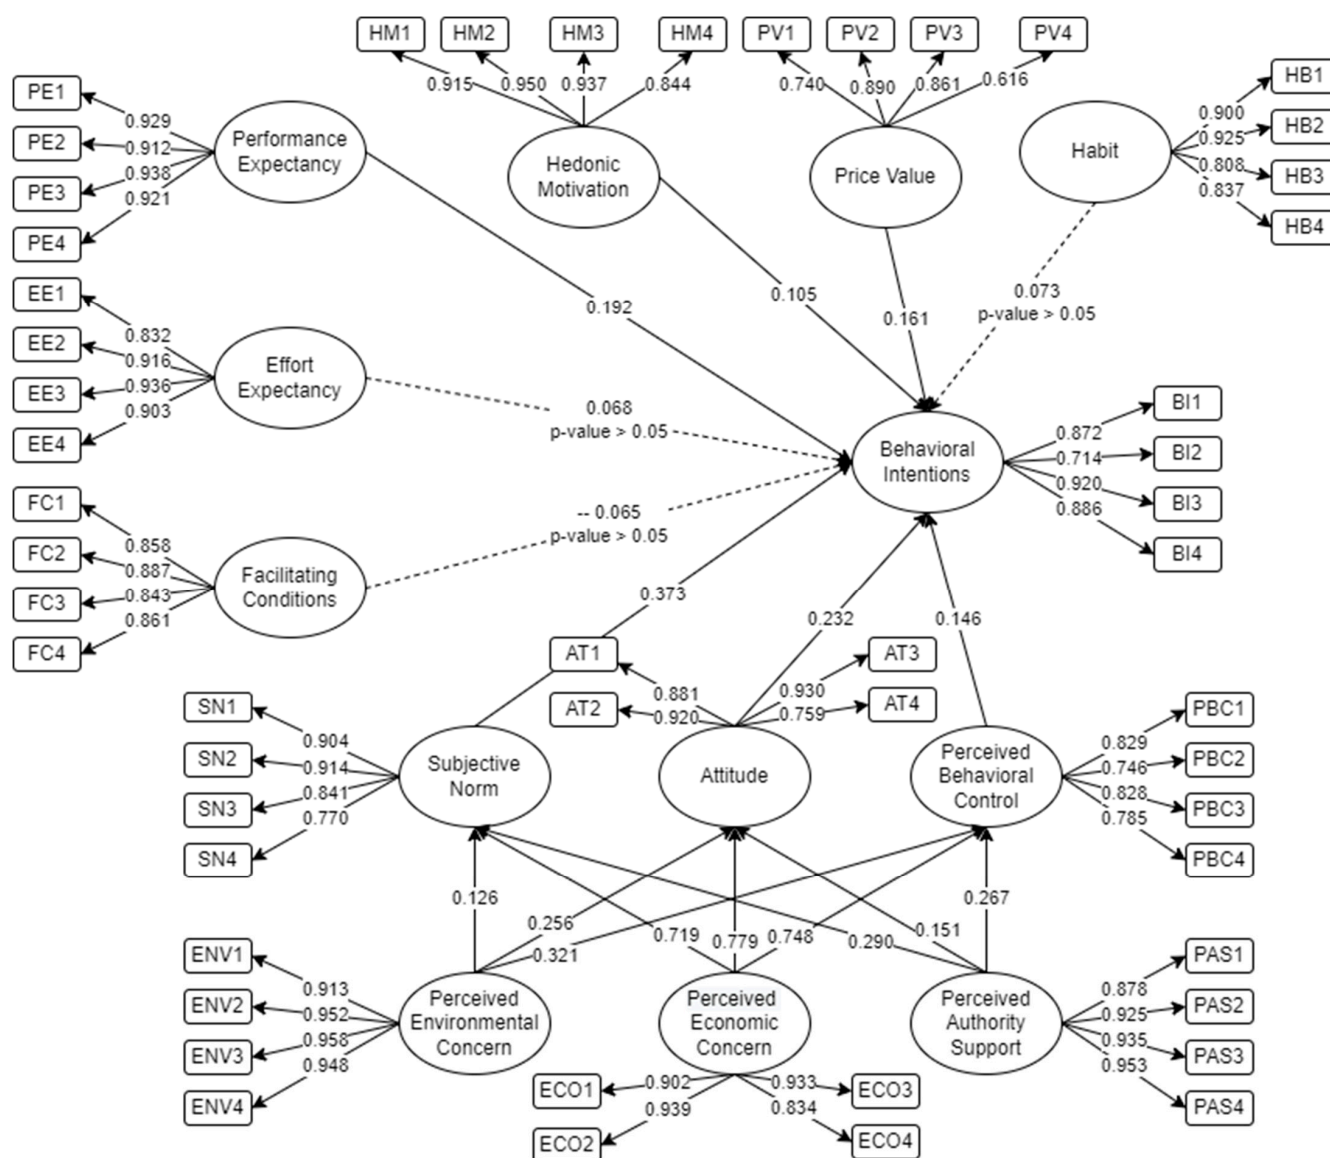 HM1
HM2
HM3
HM4
PV1
PV2
PV3
PV4
0.915
0.950
0.937
0.844
0.740
0.890
0.861
0.616
HB1
HB2
HB3
HB4
0.900
0.925
0.808
0.837
PE1
PE2
PE3
PE4
0.929
0.912
0.938
0.921
Performance
Expectancy
Hedonic
Motivation
Price Value
Habit
0.192
0.105
0.161
0.073
p-value > 0.05
EE1
EE2
EE3
EE4
0.832
0.916
0.936
0.903
Effort
Expectancy
0.068
p-value > 0.05
Behavioral
Intentions
0.872
0.714
0.920
0.886
BI1
BI2
BI3
BI4
FC1
FC2
FC3
FC4
0.858
0.887
0.843
0.861
Facilitating
Conditions
-- 0.065
p-value > 0.05
0.373
0.232
0.146
AT1
AT2
AT3
AT4
0.881
0.920
0.930
0.759
SN1
SN2
SN3
SN4
0.904
0.914
0.841
0.770
Subjective
Norm
Attitude
Perceived
Behavioral
Control
0.829
0.746
0.828
0.785
PBC1
PBC2
PBC3
PBC4
0.126
0.256
0.321
0.719
0.779
0.748
0.290
0.151
0.267
ENV1
ENV2
ENV3
ENV4
0.913
0.952
0.958
0.948
Perceived
Environmental
Concern
Perceived
Economic
Concern
Perceived
Authority
Support
0.878
0.925
0.935
0.953
PAS1
PAS2
PAS3
PAS4
ECO1
ECO2
0.902
0.939
0.933
0.834
ECO3
ECO4